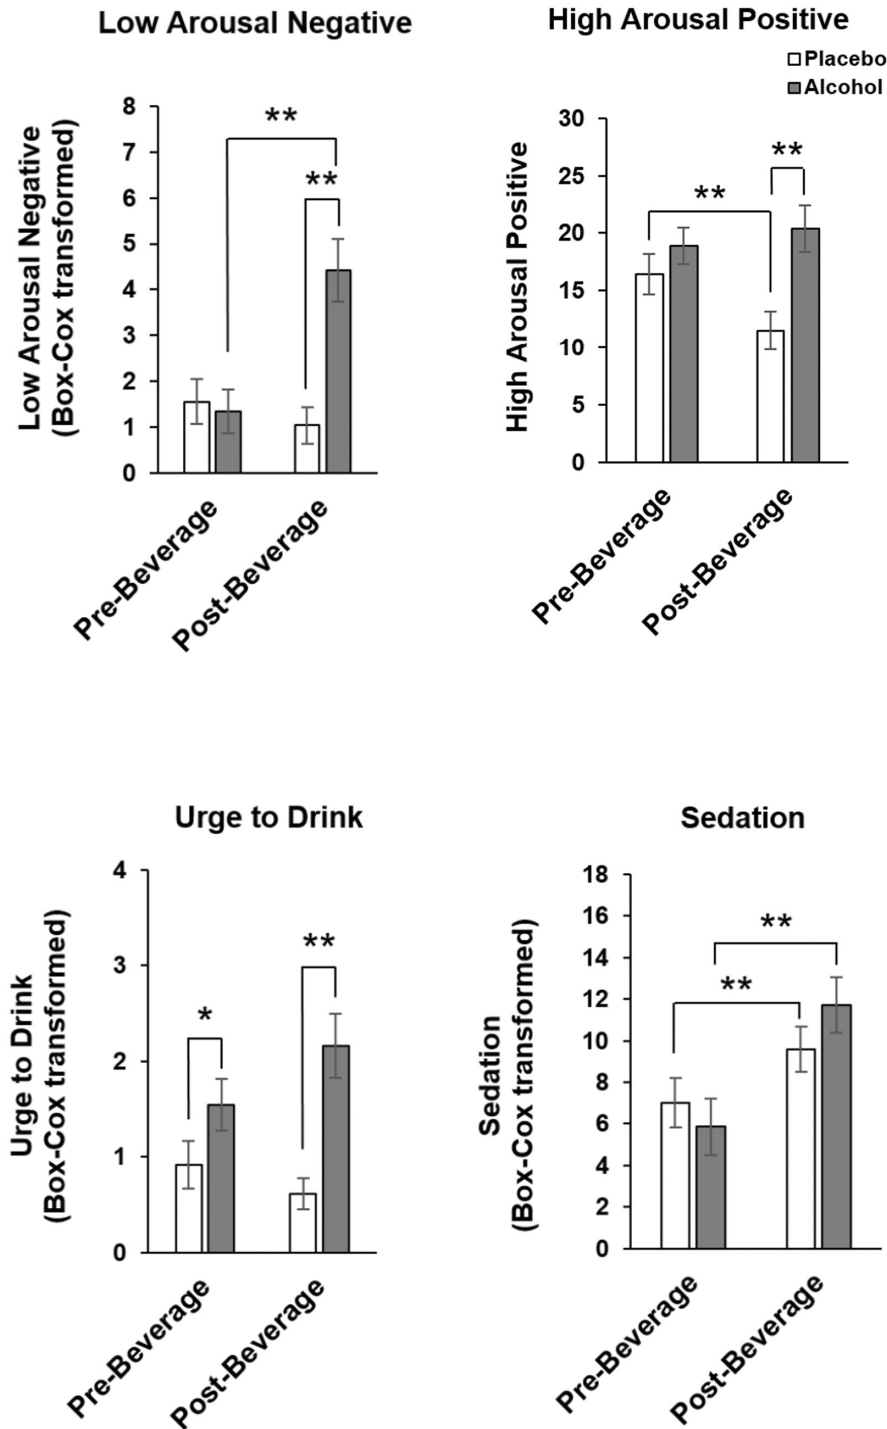 Low Arousal Negative
Low Arousal Negative
(Box-Cox transformed)
8
7
6
5
4
3
2
1
0
**
**
Pre-Beverage
Post-Beverage
High Arousal Positive
Placebo
Alcohol
High Arousal Positive
30
25
20
15
10
5
0
**
**
Pre-Beverage
Post-Beverage
Urge to Drink
Urge to Drink
(Box-Cox transformed)
4
3
2
1
0
*
**
Pre-Beverage
Post-Beverage
Sedation
Sedation
(Box-Cox transformed)
18
16
14
12
10
8
6
4
2
0
**
**
Pre-Beverage
Post-Beverage